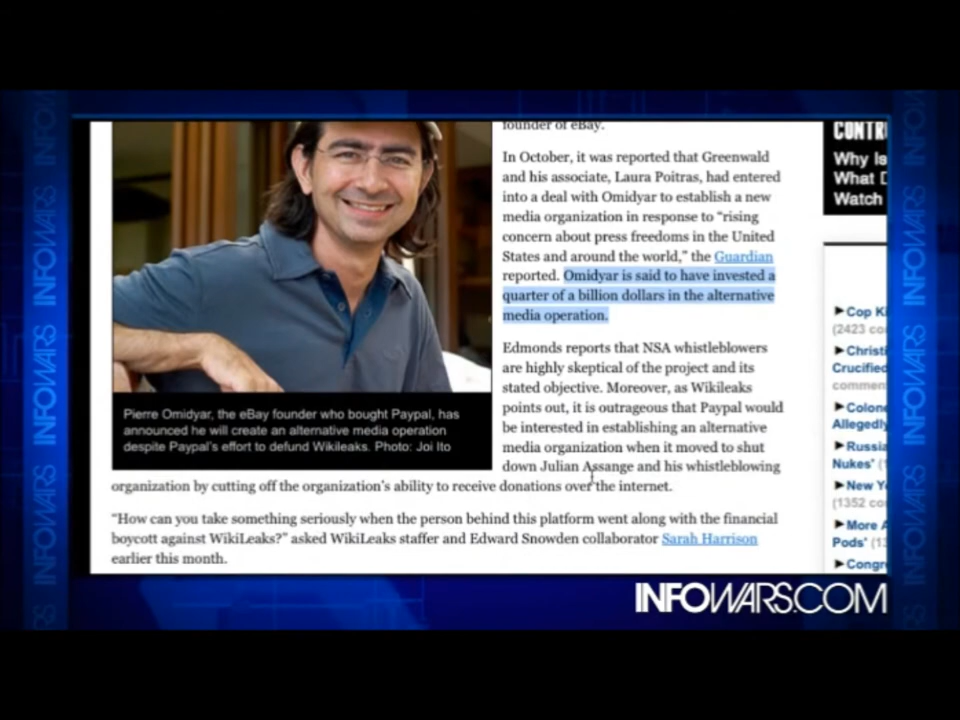 founder of eBay.
In October, it was reported that Greenwald
and his associate, Laura Poitras, had entered
into a deal with Omidyar to establish a new
media organization in response to “rising
concern about press freedoms in the United
States and around the world,” the Guardian
reported. Omidyar is said to have invested a
quarter of a billion dollars in the alternative
media operation.
Edmonds reports that NSA whistleblowers
are highly skeptical of the project and its
stated objective. Moreover, as Wikileaks
points out, it is outrageous that Paypal would
be interested in establishing an alternative
media organization when it moved to shut
down Julian Assange and his whistleblowing
organization by cutting off the organization's ability to receive donations over the internet.
“How can you take something seriously when the person behind this platform went along with the financial
boycott against WikiLeaks?” asked WikiLeaks staffer and Edward Snowden collaborator Sarah Harrison
earlier this month.
Pierre Omidyar, the eBay founder who bought Paypal, has
announced he will create an alternative media operation
despite Paypal's effort to defund Wikileaks. Photo: Joi Ito
CONTR
Why Is
What D
Watch
►Cop Ki
(2423 co
►Christi
Crucified
commen
►Colone
Allegedly
►Russia
Nukes' (
►New Yo
(1352 co
►More A
Pods' (13
►Congre
INFOWARS
INFOWARS
INFOWARS
INFOWARS
INFOWARS
INFOWARS
INFOWARS.COM